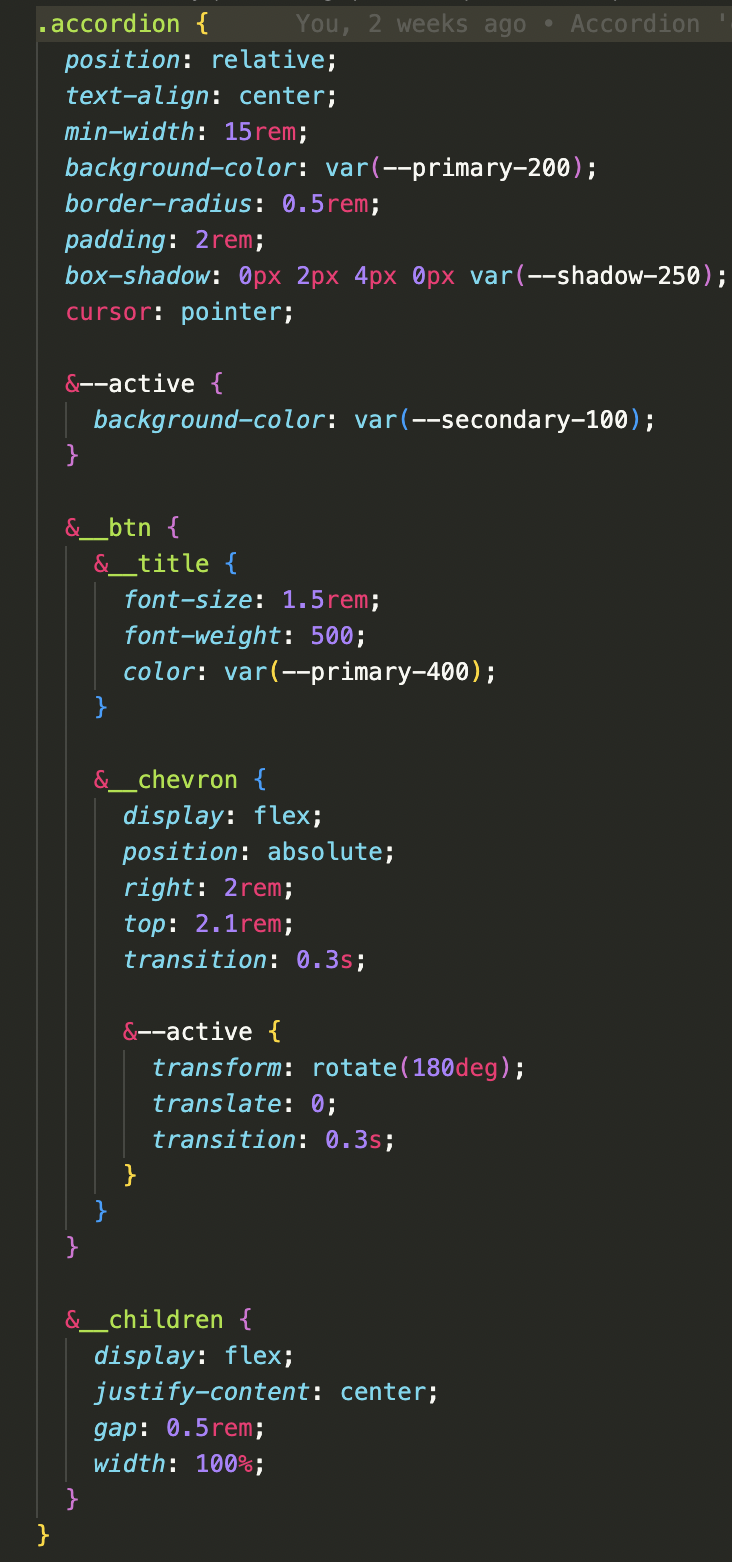 .accordion {      You, 2 weeks ago • Accordion '
  position: relative;
  text-align: center;
  min-width: 15rem;
  background-color: var(--primary-200);
  border-radius: 0.5rem;
  padding: 2rem;
  box-shadow: 0px 2px 4px 0px var(--shadow-250);
  cursor: pointer;

  &--active {
    background-color: var(--secondary-100);
  }

  &__btn {
    &__title {
      font-size: 1.5rem;
      font-weight: 500;
      color: var(--primary-400);
    }

    &__chevron {
      display: flex;
      position: absolute;
      right: 2rem;
      top: 2.1rem;
      transition: 0.3s;

      &--active {
        transform: rotate(180deg);
        translate: 0;
        transition: 0.3s;
      }
    }
  }

  &__children {
    display: flex;
    justify-content: center;
    gap: 0.5rem;
    width: 100%;
  }
}